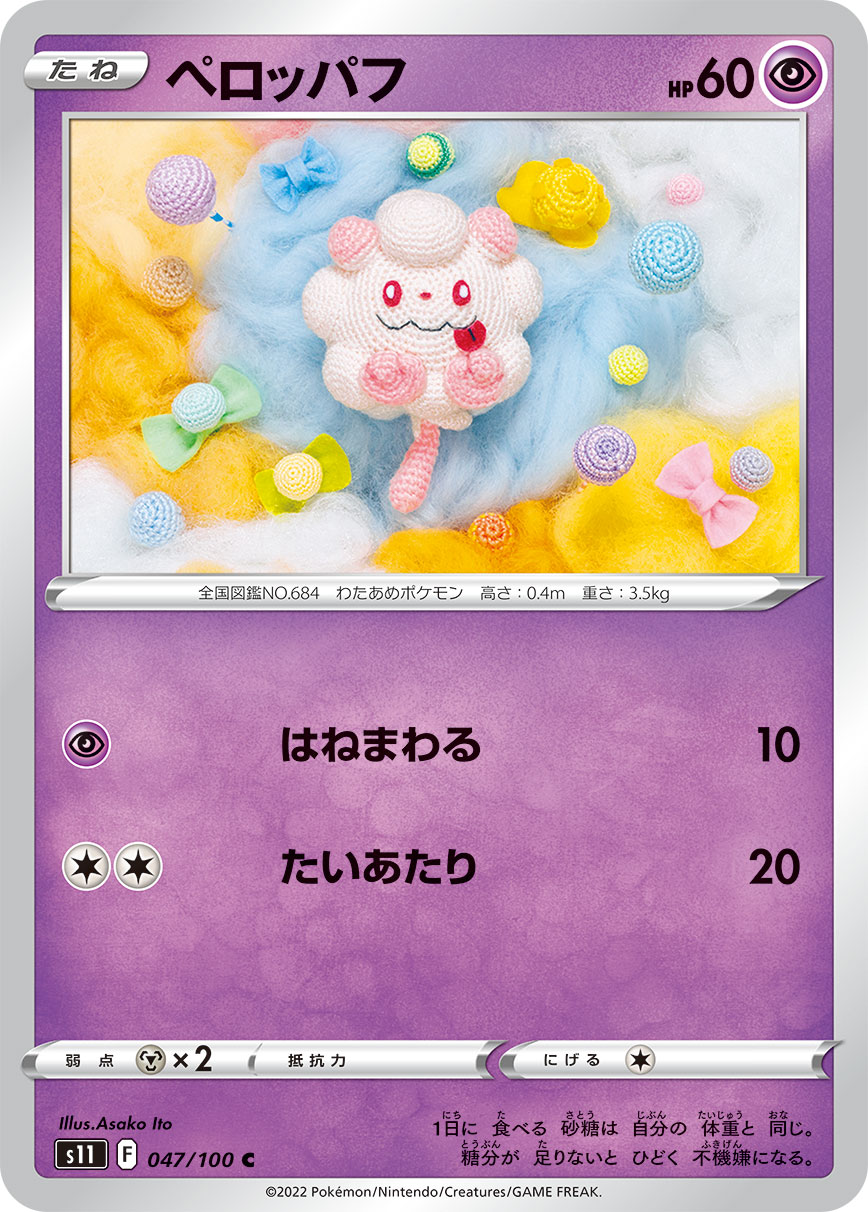 たね ペロッパフ HP60
全国図鑑NO.684 わたあめポケモン 高さ:0.4m 重さ:3.5kg
はねまわる 10
たいあたり 20
弱点 ×2 抵抗力 にげる
Illus.Asako Ito
1日に 食べる 砂糖は 自分の 体重と 同じ。
糖分が 足りないと ひどく 不機嫌になる。
s11 F 047/100 C
©2022 Pokémon/Nintendo/Creatures/GAME FREAK.